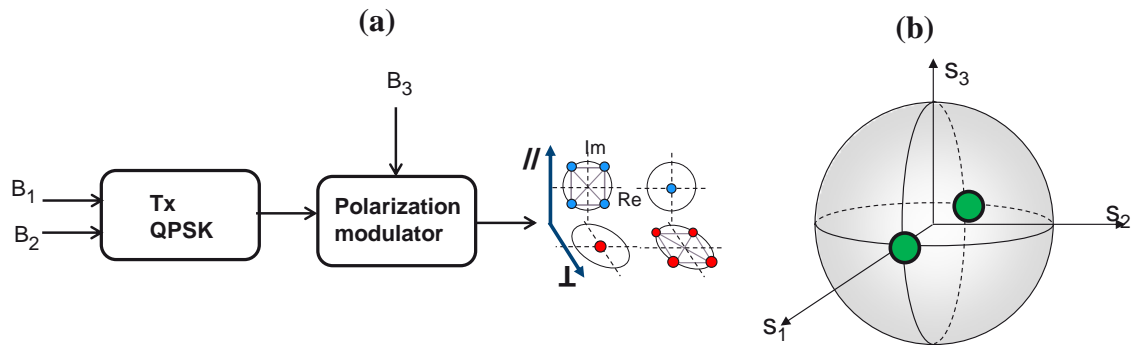 (a)
(b)
B3
B1
B2
Tx
QPSK
Polarization
modulator
//
Im
Re
⊥
S3
S2
S1